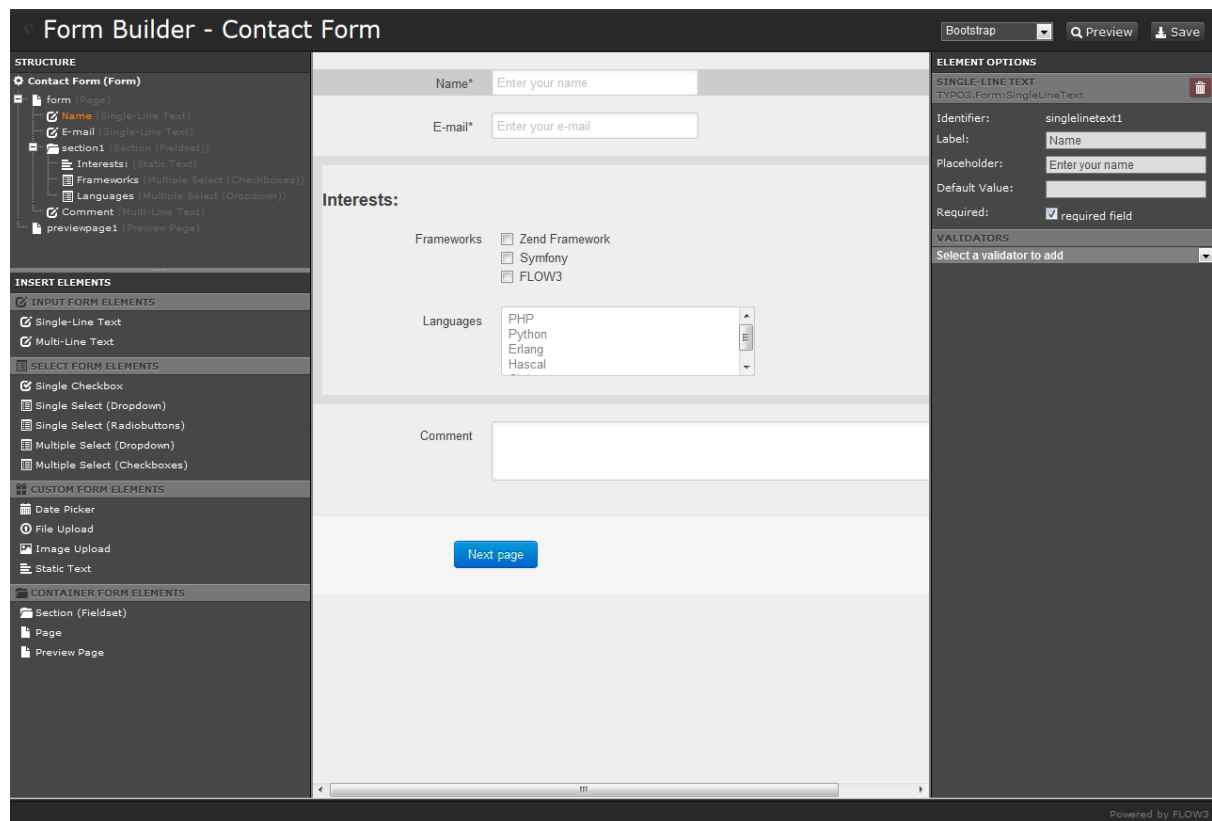 Form Builder - Contact Form
Bootstrap
Preview
Save
STRUCTURE
Contact Form (Form)
form (Page)
Name (Single-Line Text)
E-mail (Single-Line Text)
section1 (Section (Fieldset))
Interests: (Static Text)
Frameworks (Multiple Select (Checkboxes))
Languages (Multiple Select (Dropdown))
Comment (Multi-Line Text)
previewpage1 (Preview Page)
INSERT ELEMENTS
INPUT FORM ELEMENTS
Single-Line Text
Multi-Line Text
SELECT FORM ELEMENTS
Single Checkbox
Single Select (Dropdown)
Single Select (Radiobuttons)
Multiple Select (Dropdown)
Multiple Select (Checkboxes)
CUSTOM FORM ELEMENTS
Date Picker
File Upload
Image Upload
Static Text
CONTAINER FORM ELEMENTS
Section (Fieldset)
Page
Preview Page
Name* Enter your name
E-mail* Enter your e-mail
Interests:
Frameworks Zend Framework
Symfony
FLOW3
Languages PHP
Python
Erlang
Hascal
Comment
Next page
ELEMENT OPTIONS
SINGLE-LINE TEXT
TYPO3.Form:SingleLineText
Identifier: singlelinetext1
Label: Name
Placeholder: Enter your name
Default Value:
Required: required field
VALIDATORS
Select a validator to add
Powered by FLOW3